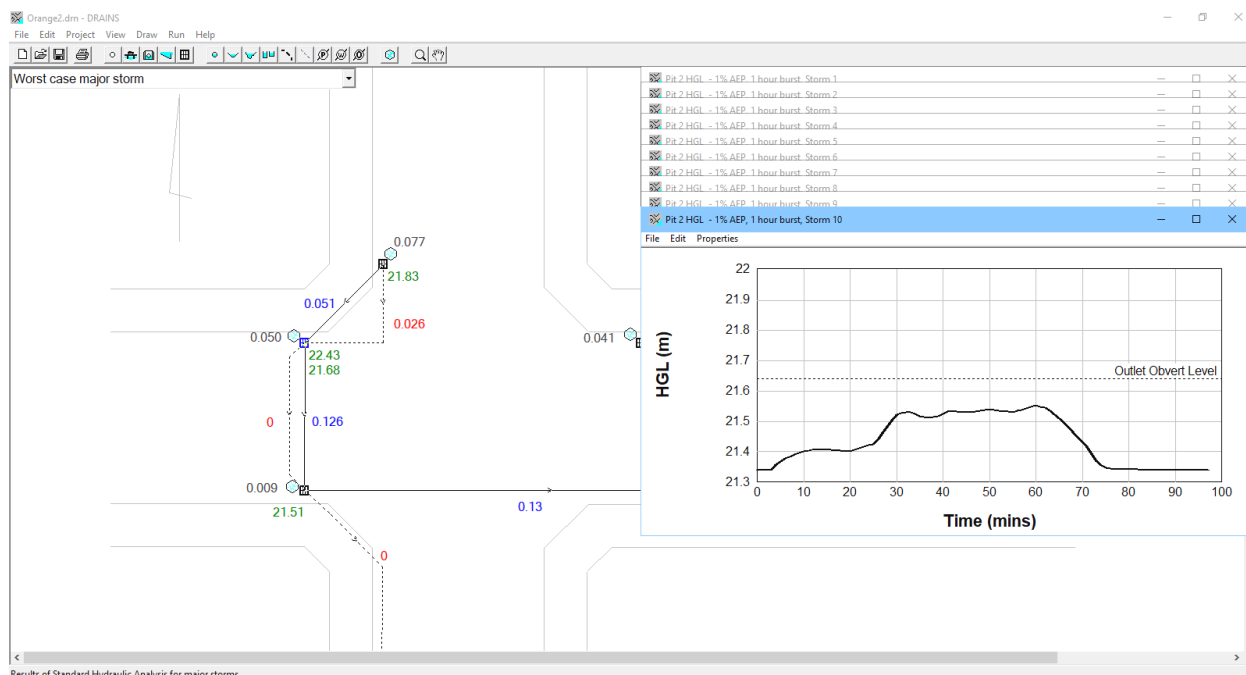 Orange2.drn - DRAINS
File Edit Project View Draw Run Help
Worst case major storm
0.077
21.83
0.051
0.026
0.050
22.43
21.68
0
0.126
0.009
21.51
0.13
0
0.041
Pit 2 HGL - 1% AEP, 1 hour burst, Storm 1
Pit 2 HGL - 1% AEP, 1 hour burst, Storm 2
Pit 2 HGL - 1% AEP, 1 hour burst, Storm 3
Pit 2 HGL - 1% AEP, 1 hour burst, Storm 4
Pit 2 HGL - 1% AEP, 1 hour burst, Storm 5
Pit 2 HGL - 1% AEP, 1 hour burst, Storm 6
Pit 2 HGL - 1% AEP, 1 hour burst, Storm 7
Pit 2 HGL - 1% AEP, 1 hour burst, Storm 8
Pit 2 HGL - 1% AEP, 1 hour burst, Storm 9
Pit 2 HGL - 1% AEP, 1 hour burst, Storm 10
File Edit Properties
22
21.9
21.8
21.7
21.6
21.5
21.4
21.3
HGL (m)
Outlet Obvert Level
0 10 20 30 40 50 60 70 80 90 100
Time (mins)
Results of Standard Hydraulic Analysis for major storms